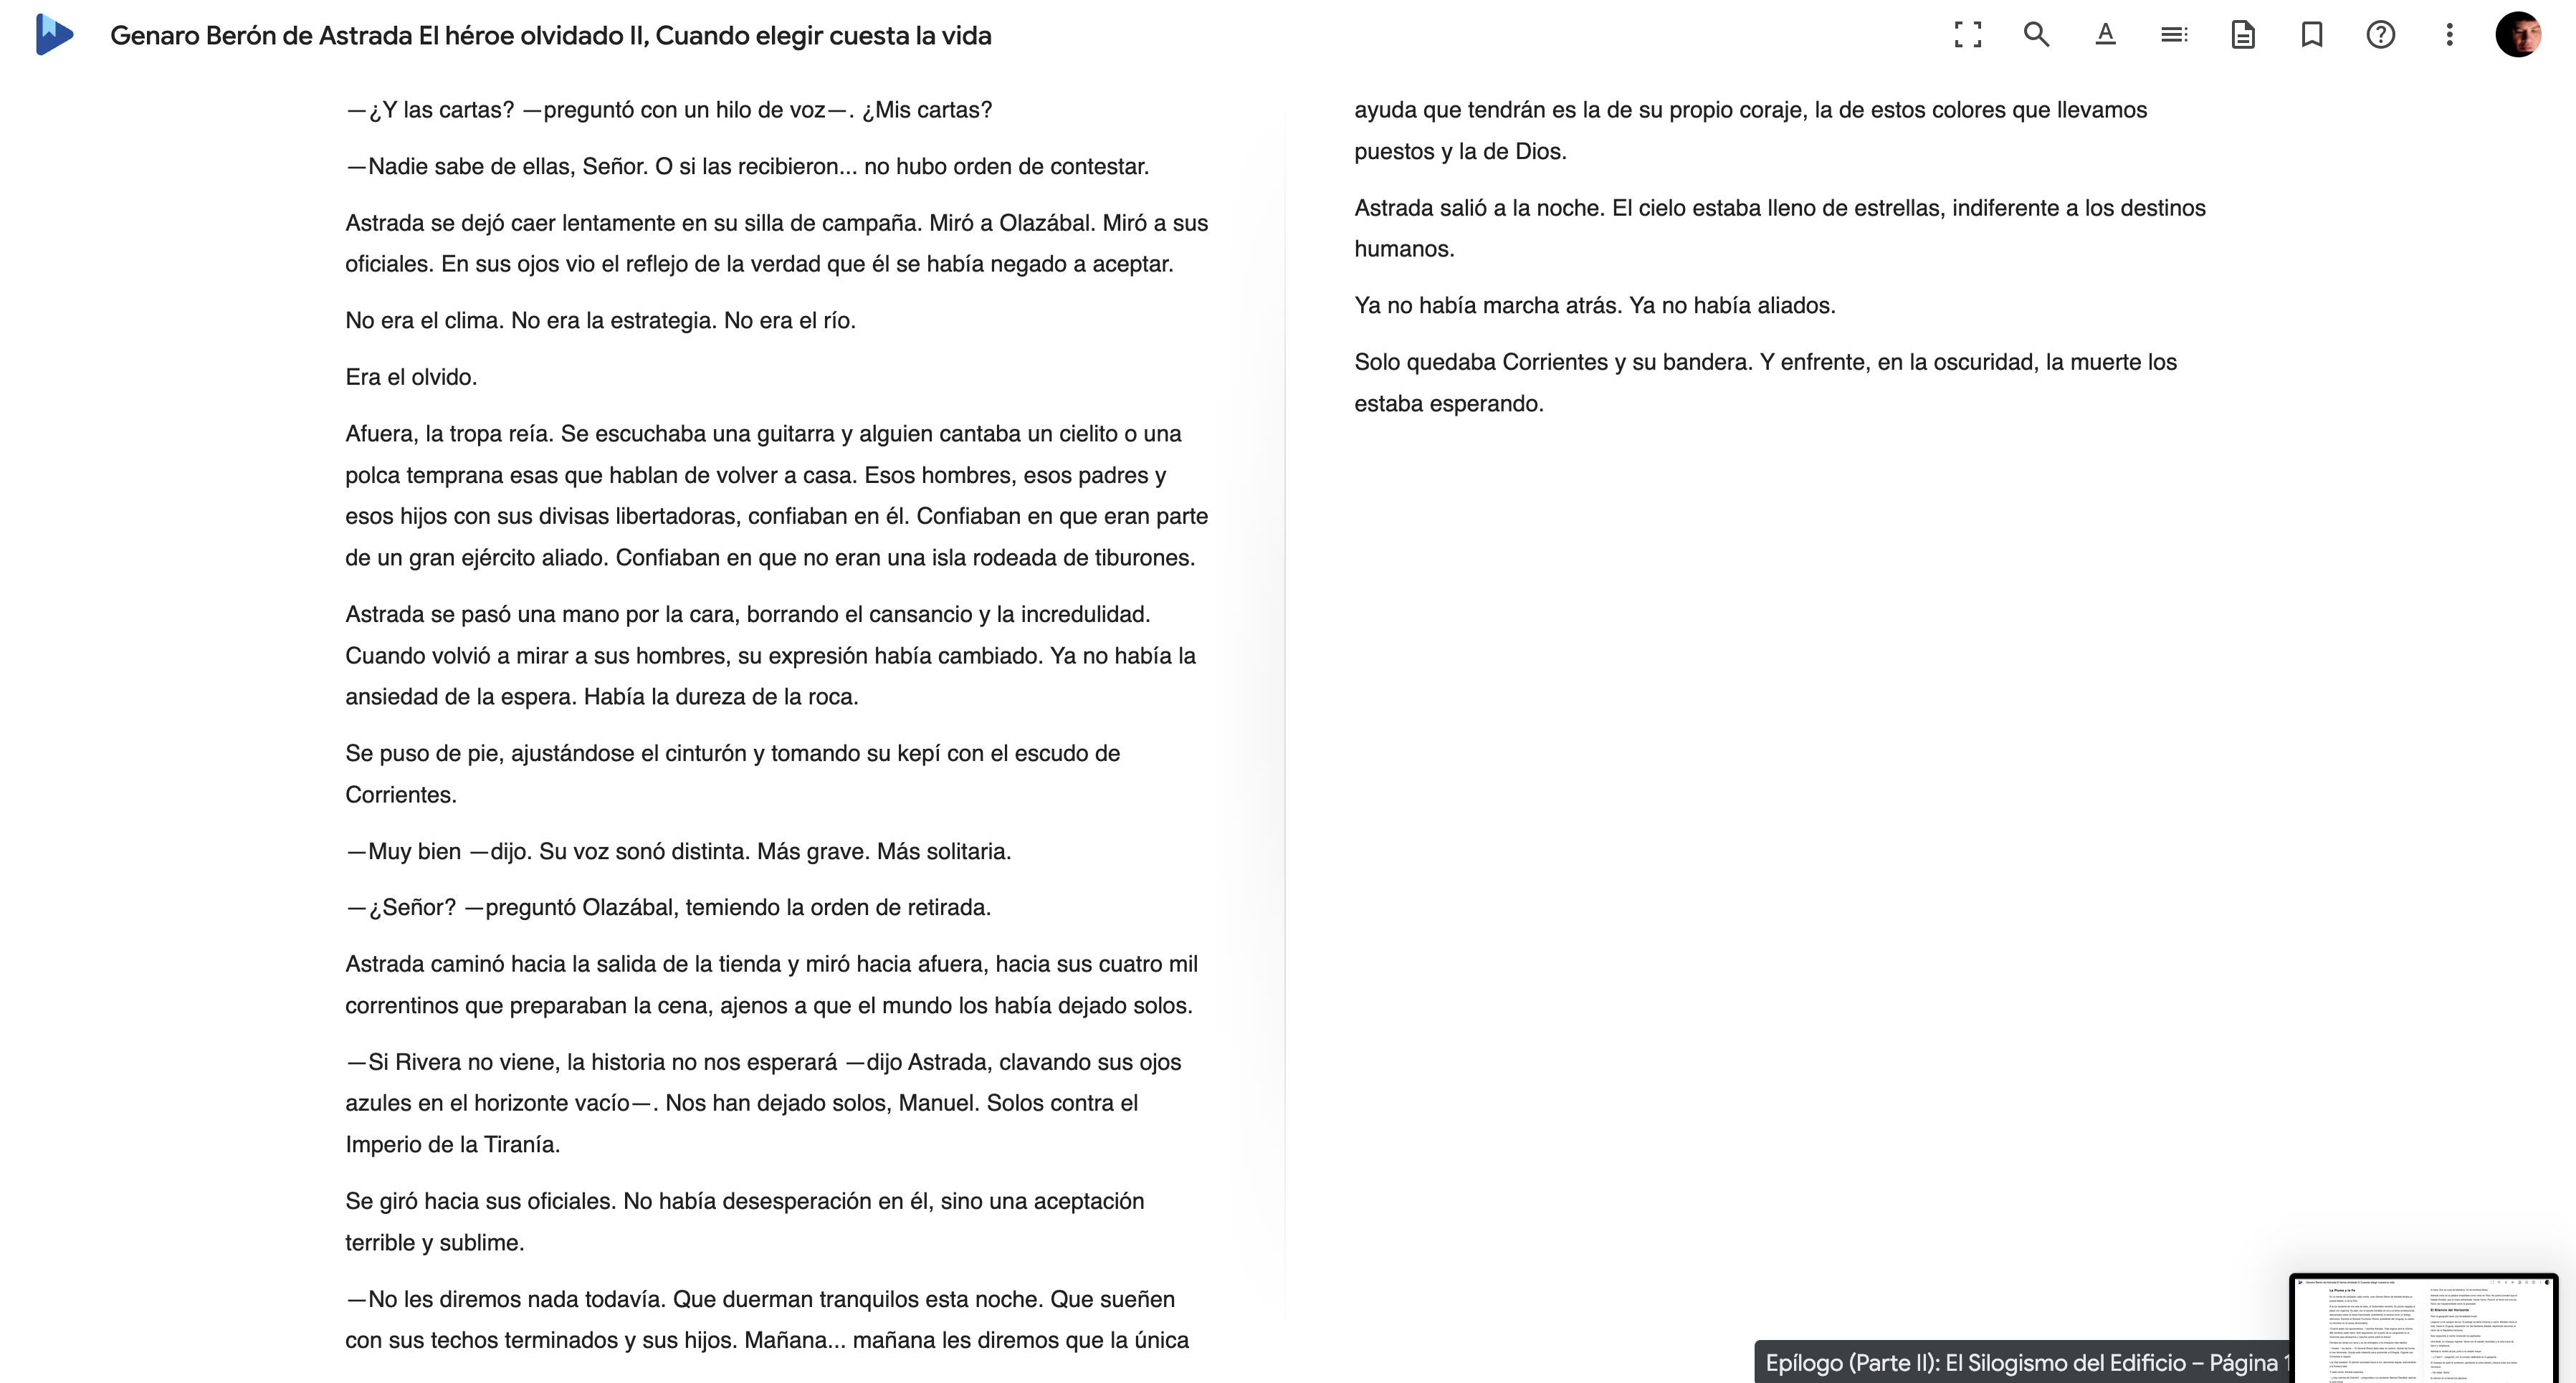 Genaro Berón de Astrada El héroe olvidado II, Cuando elegir cuesta la vida
—¿Y las cartas? —preguntó con un hilo de voz—. ¿Mis cartas?
—Nadie sabe de ellas, Señor. O si las recibieron... no hubo orden de contestar.
Astrada se dejó caer lentamente en su silla de campaña. Miró a Olazábal. Miró a sus
oficiales. En sus ojos vio el reflejo de la verdad que él se había negado a aceptar.
No era el clima. No era la estrategia. No era el río.
Era el olvido.
Afuera, la tropa reía. Se escuchaba una guitarra y alguien cantaba un cielito o una
polca temprana esas que hablan de volver a casa. Esos hombres, esos padres y
esos hijos con sus divisas libertadoras, confiaban en él. Confiaban en que eran parte
de un gran ejército aliado. Confiaban en que no eran una isla rodeada de tiburones.
Astrada se pasó una mano por la cara, borrando el cansancio y la incredulidad.
Cuando volvió a mirar a sus hombres, su expresión había cambiado. Ya no había la
ansiedad de la espera. Había la dureza de la roca.
Se puso de pie, ajustándose el cinturón y tomando su kepí con el escudo de
Corrientes.
—Muy bien —dijo. Su voz sonó distinta. Más grave. Más solitaria.
—¿Señor? —preguntó Olazábal, temiendo la orden de retirada.
Astrada caminó hacia la salida de la tienda y miró hacia afuera, hacia sus cuatro mil
correntinos que preparaban la cena, ajenos a que el mundo los había dejado solos.
—Si Rivera no viene, la historia no nos esperará —dijo Astrada, clavando sus ojos
azules en el horizonte vacío—. Nos han dejado solos, Manuel. Solos contra el
Imperio de la Tiranía.
Se giró hacia sus oficiales. No había desesperación en él, sino una aceptación
terrible y sublime.
—No les diremos nada todavía. Que duerman tranquilos esta noche. Que sueñen
con sus techos terminados y sus hijos. Mañana... mañana les diremos que la única
ayuda que tendrán es la de su propio coraje, la de estos colores que llevamos
puestos y la de Dios.
Astrada salió a la noche. El cielo estaba lleno de estrellas, indiferente a los destinos
humanos.
Ya no había marcha atrás. Ya no había aliados.
Solo quedaba Corrientes y su bandera. Y enfrente, en la oscuridad, la muerte los
estaba esperando.
Epílogo (Parte II): El Silogismo del Edificio – Página 1
La Pluma y la Fe
El Silencio del Horizonte